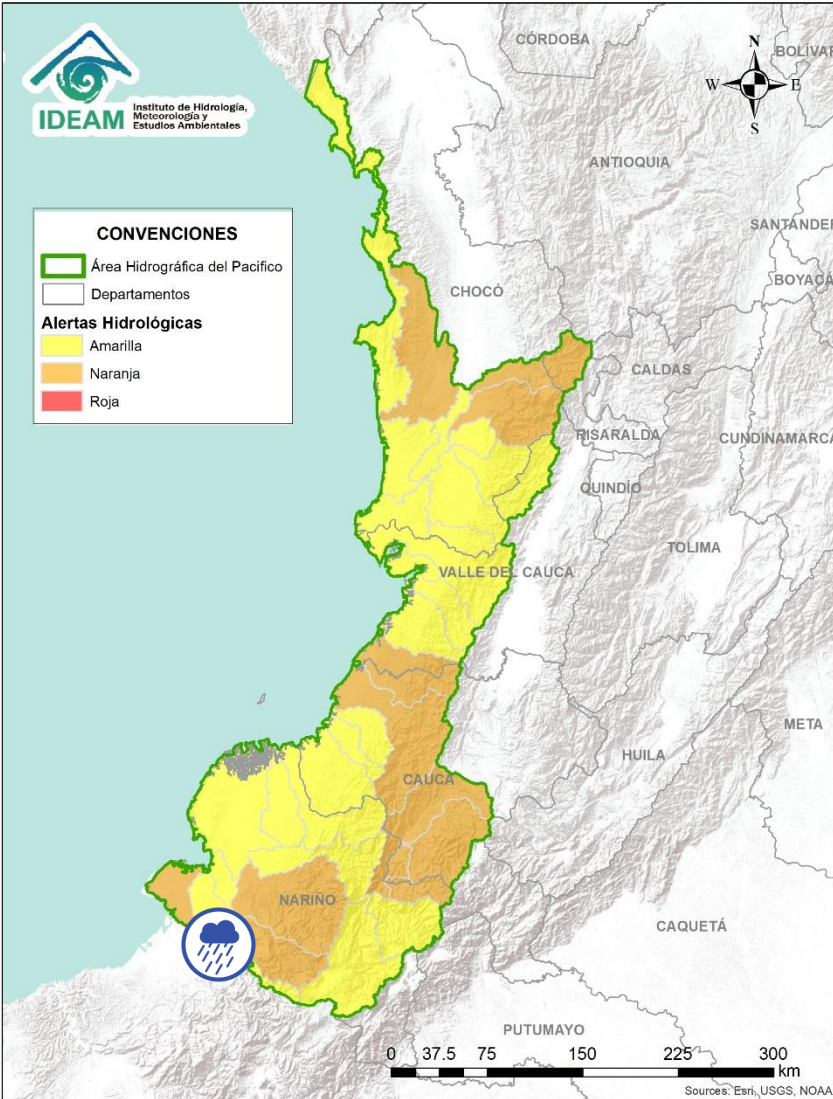 IDEAM
Instituto de Hidrología,
Meteorología y
Estudios Ambientales
N
W
E
S
CÓRDOBA
BOLÍVAR
ANTIOQUIA
SANTANDER
BOYACÁ
CHOCÓ
CALDAS
RISARALDA
CUNDINAMARCA
QUINDÍO
TOLIMA
VALLE DEL CAUCA
META
HUILA
CAUCA
NARIÑO
CAQUETÁ
PUTUMAYO
CONVENCIONES
Área Hidrográfica del Pacifico
Departamentos
Alertas Hidrológicas
Amarilla
Naranja
Roja
0 37.5 75 150 225 300
km
Sources: Esri, USGS, NOAA